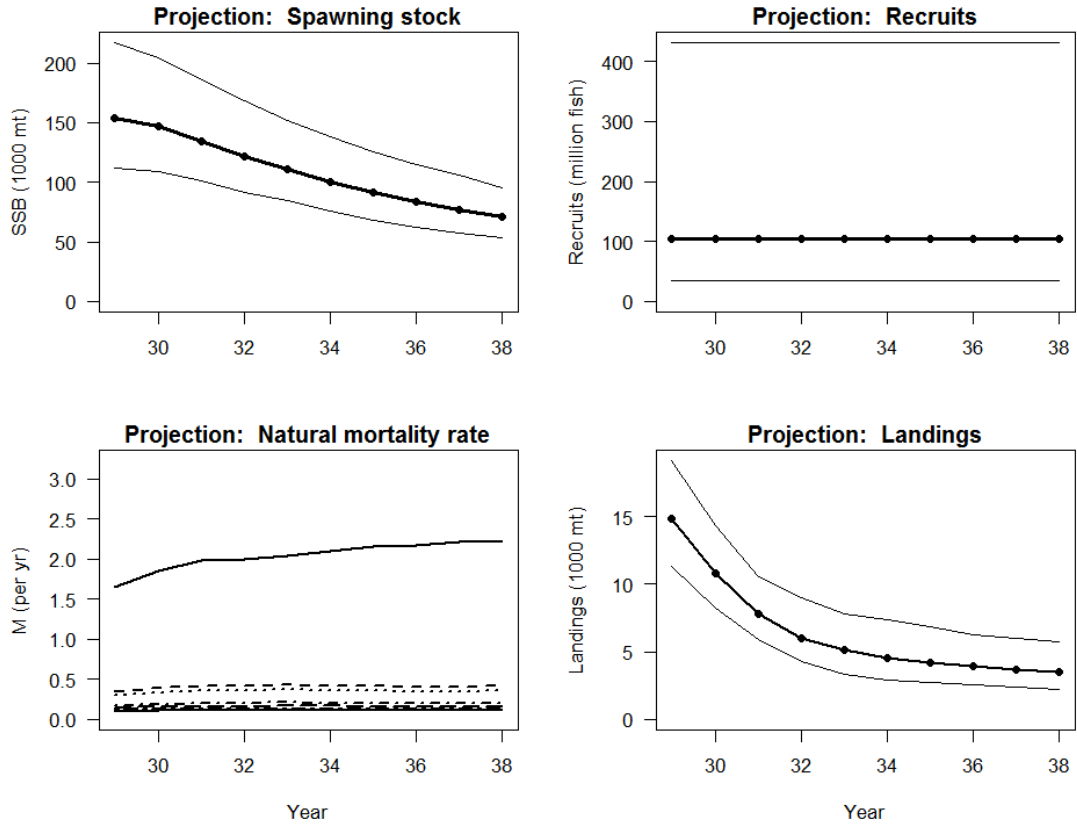 Projection: Spawning stock
SSB (1000 mt)
200
150
100
50
0
30 32 34 36 38
Projection: Recruits
Recruits (million fish)
400
300
200
100
0
30 32 34 36 38
Projection: Natural mortality rate
M (per yr)
3.0
2.5
2.0
1.5
1.0
0.5
0.0
30 32 34 36 38
Year
Projection: Landings
Landings (1000 mt)
15
10
5
0
30 32 34 36 38
Year